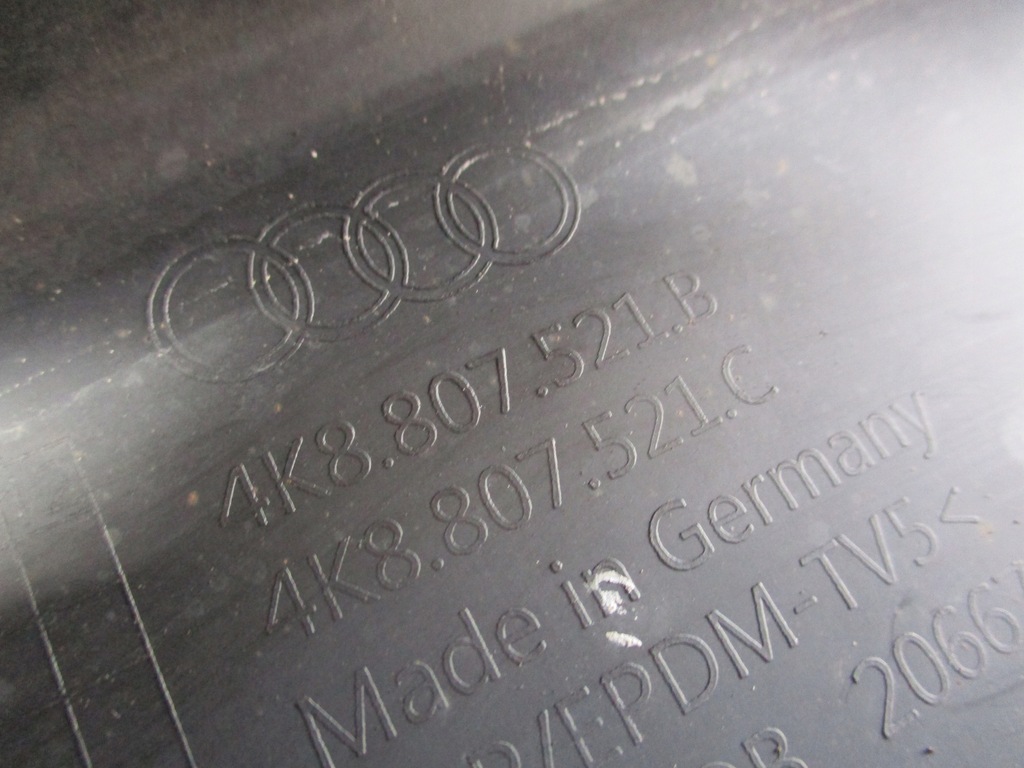 4K8.807.521.B
4K8.807.521.C
Made in Germany
P/EPDM-TV5<